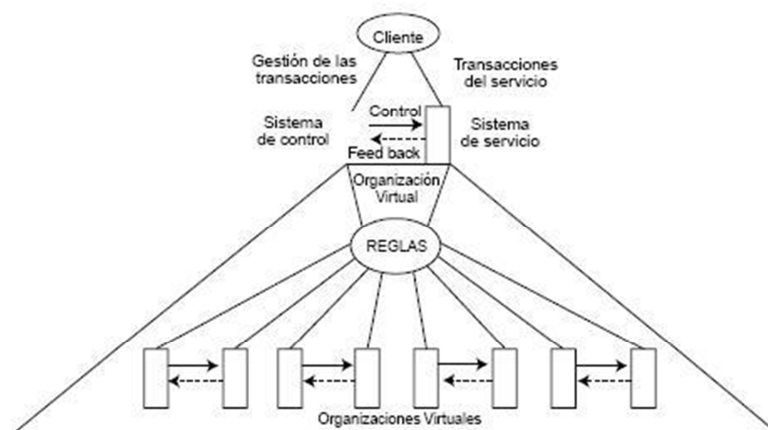 Cliente
Gestión de las
transacciones
Transacciones
del servicio
Sistema
de control
Control
Feed back
Sistema
de servicio
Organización
Virtual
REGLAS
Organizaciones Virtuales